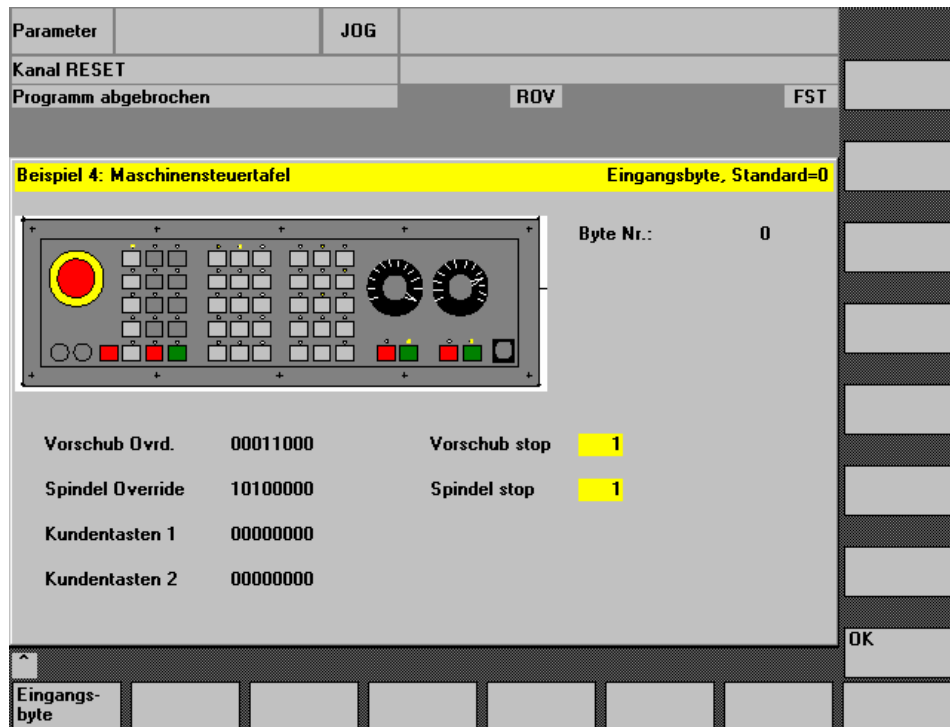 Parameter JOG
Kanal RESET
Programm abgebrochen ROV FST
Beispiel 4: Maschinensteuertafel Eingangsbyte, Standard=0
Byte Nr.: 0
Vorschub Ovrd. 00011000 Vorschub stop 1
Spindel Override 10100000 Spindel stop 1
Kundentasten 1 00000000
Kundentasten 2 00000000
OK
^
Eingangs-
byte